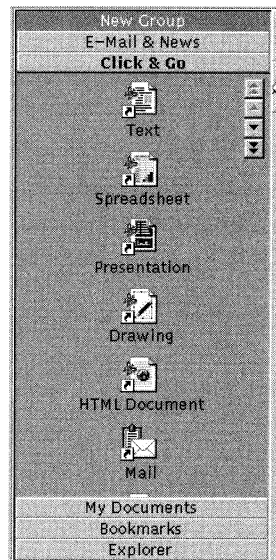 New Group
E-Mail & News
Click & Go
Text
Spreadsheet
Presentation
Drawing
HTML Document
Mail
My Documents
Bookmarks
Explorer